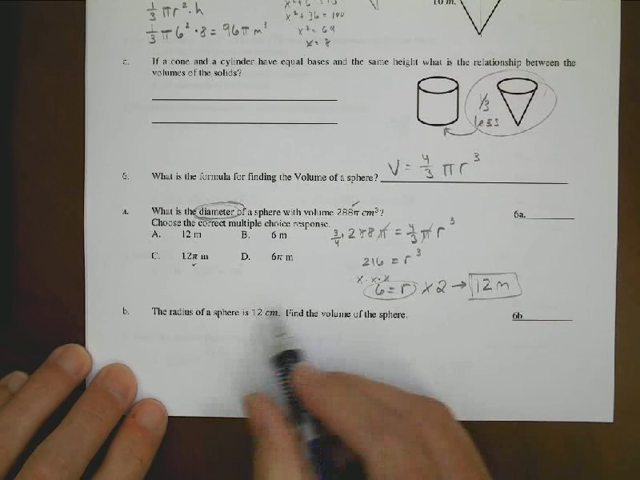 1/3 πr²·h
1/3 π6²·8 = 96π m³
x² + 36 = 100
x² = 64
x = 8
10 m.
c. If a cone and a cylinder have equal bases and the same height what is the relationship between the
volumes of the solids?
1/3
less
6. What is the formula for finding the Volume of a sphere? V = 4/3 πr³
a. What is the diameter of a sphere with volume 288π cm³? 6a.
Choose the correct multiple choice response.
3/4 · 288π = 4/3 πr³
A. 12 m B. 6 m
216 = r³
C. 12π m D. 6π m
x · x · x
6 = r x2 → 12 m
b. The radius of a sphere is 12 cm. Find the volume of the sphere. 6b